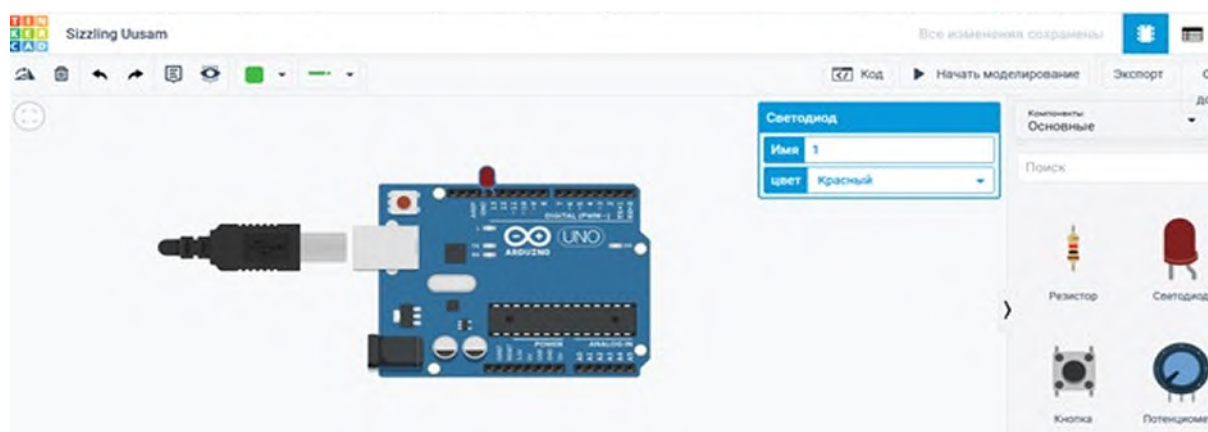 TIN
KER
CAD
Sizzling Uusam
Все изменения сохранены
Код
Начать моделирование
Экспорт
Светодиод
Имя 1
цвет Красный
Компоненты
Основные
Поиск
Резистор
Светодиод
Кнопка
Потенциоме
DIGITAL (PWM~)
UNO
ARDUINO
POWER
ANALOG IN